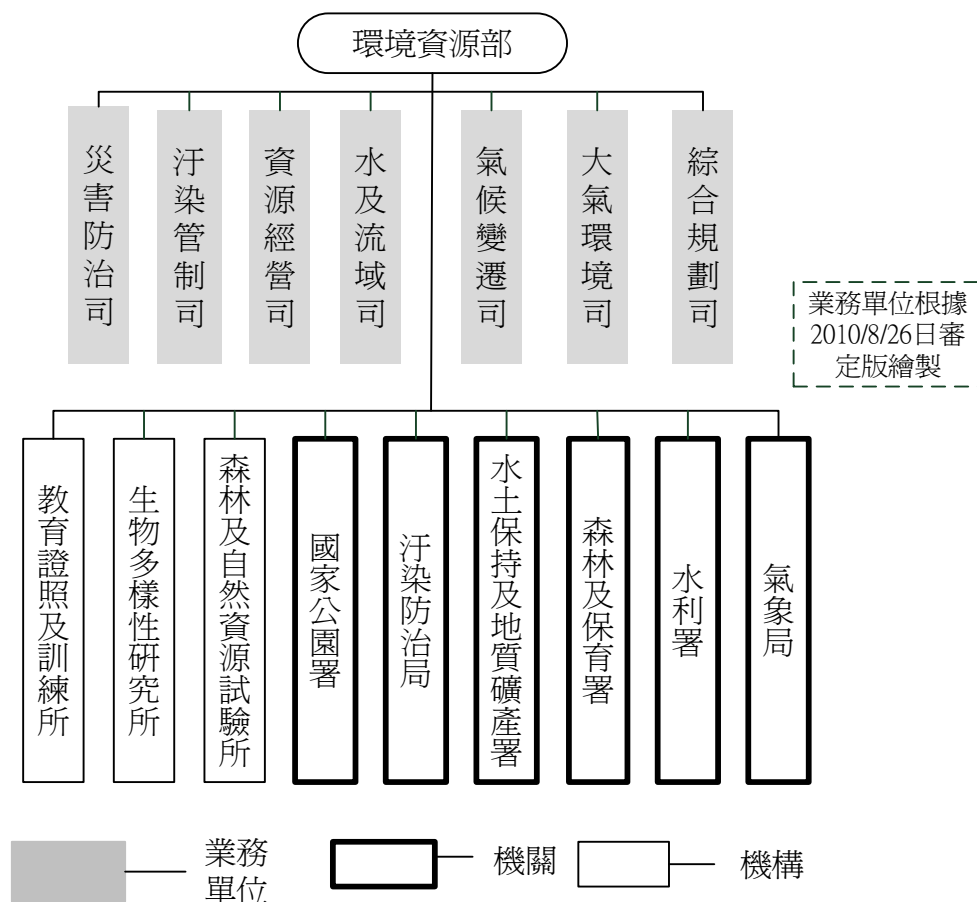 環境資源部
災害防治司
汙染管制司
資源經營司
水及流域司
氣候變遷司
大氣環境司
綜合規劃司
業務單位根據
2010/8/26日審
定版繪製
教育證照及訓練所
生物多樣性研究所
森林及自然資源試驗所
國家公園署
汙染防治局
水土保持及地質礦產署
森林及保育署
水利署
氣象局
業務
單位
機關
機構